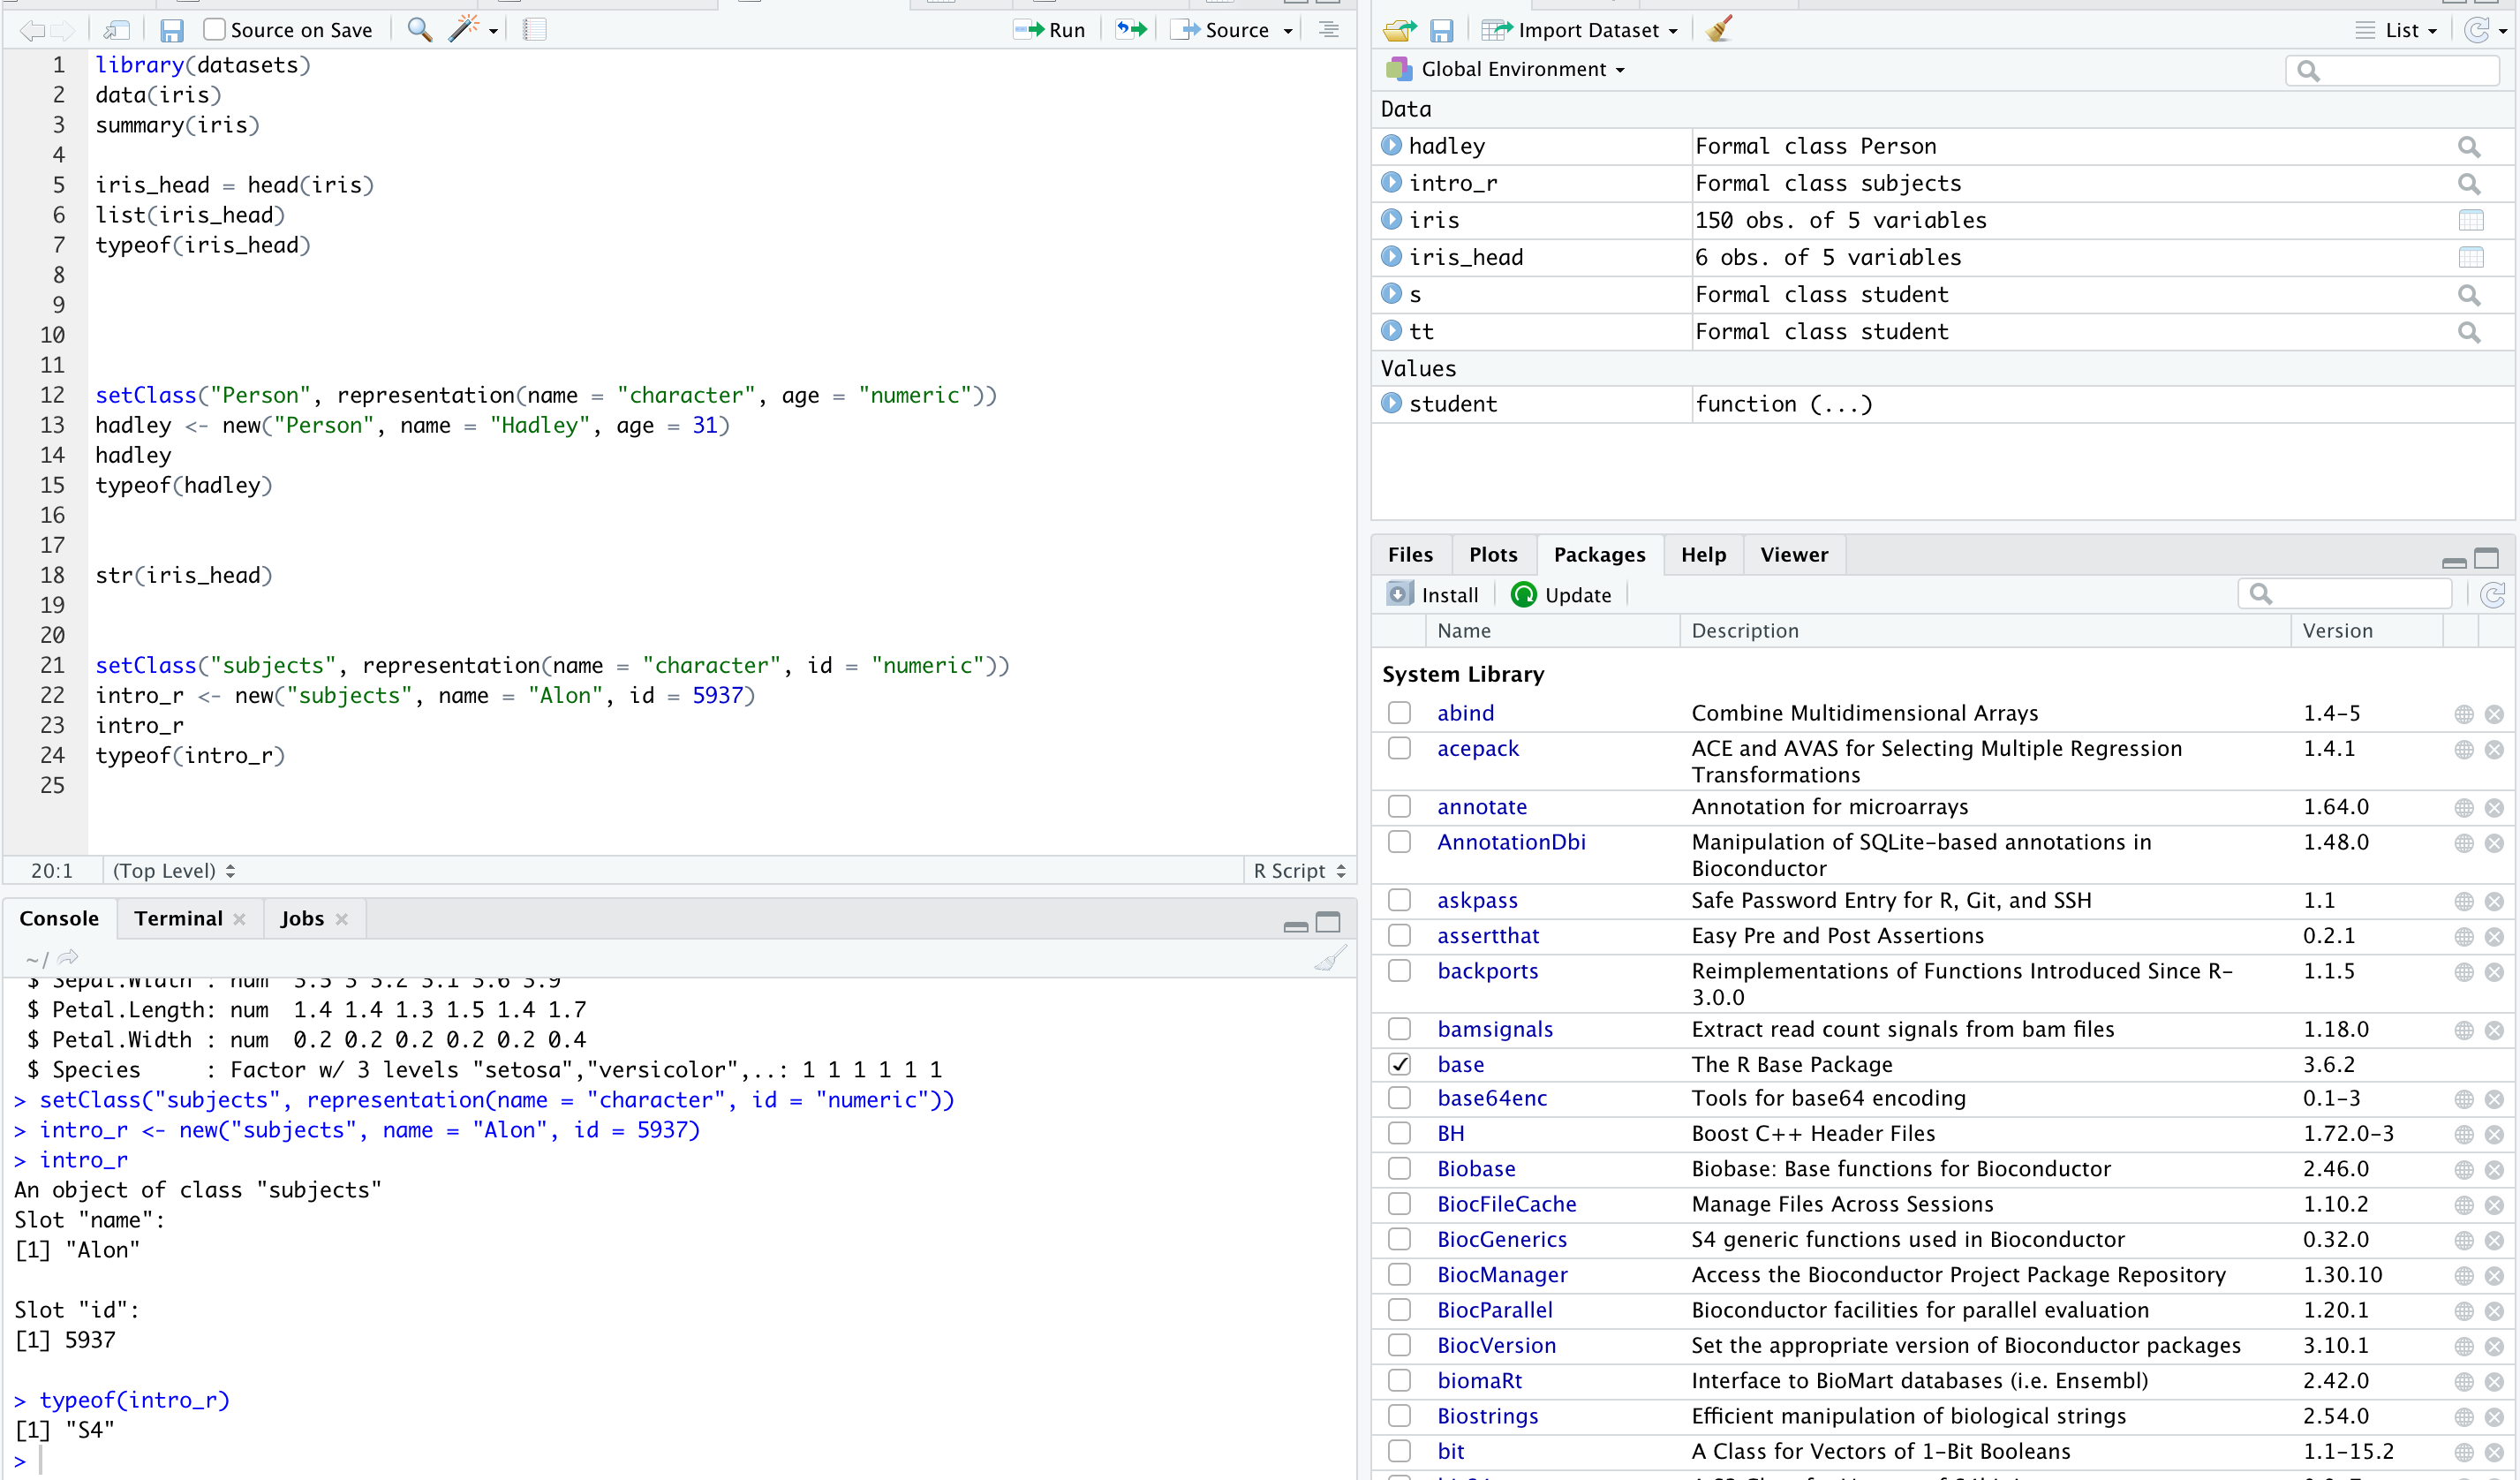 Source on Save
Run
Source
1 library(datasets)
2 data(iris)
3 summary(iris)
4
5 iris_head = head(iris)
6 list(iris_head)
7 typeof(iris_head)
8
9
10
11
12 setClass("Person", representation(name = "character", age = "numeric"))
13 hadley <- new("Person", name = "Hadley", age = 31)
14 hadley
15 typeof(hadley)
16
17
18 str(iris_head)
19
20
21 setClass("subjects", representation(name = "character", id = "numeric"))
22 intro_r <- new("subjects", name = "Alon", id = 5937)
23 intro_r
24 typeof(intro_r)
25
20:1 (Top Level) R Script
Console Terminal Jobs
~/
$ Sepal.Width : num 3.5 3 3.2 3.1 3.6 3.9
$ Petal.Length: num 1.4 1.4 1.3 1.5 1.4 1.7
$ Petal.Width : num 0.2 0.2 0.2 0.2 0.2 0.4
$ Species : Factor w/ 3 levels "setosa","versicolor",..: 1 1 1 1 1 1
> setClass("subjects", representation(name = "character", id = "numeric"))
> intro_r <- new("subjects", name = "Alon", id = 5937)
> intro_r
An object of class "subjects"
Slot "name":
[1] "Alon"
Slot "id":
[1] 5937
> typeof(intro_r)
[1] "S4"
>
Import Dataset List
Global Environment
Data
hadley Formal class Person
intro_r Formal class subjects
iris 150 obs. of 5 variables
iris_head 6 obs. of 5 variables
s Formal class student
tt Formal class student
Values
student function (...)
Files Plots Packages Help Viewer
Install Update
Name Description Version
System Library
abind Combine Multidimensional Arrays 1.4-5
acepack ACE and AVAS for Selecting Multiple Regression 1.4.1
Transformations
annotate Annotation for microarrays 1.64.0
AnnotationDbi Manipulation of SQLite-based annotations in 1.48.0
Bioconductor
askpass Safe Password Entry for R, Git, and SSH 1.1
assertthat Easy Pre and Post Assertions 0.2.1
backports Reimplementations of Functions Introduced Since R- 1.1.5
3.0.0
bamsignals Extract read count signals from bam files 1.18.0
base The R Base Package 3.6.2
base64enc Tools for base64 encoding 0.1-3
BH Boost C++ Header Files 1.72.0-3
Biobase Biobase: Base functions for Bioconductor 2.46.0
BiocFileCache Manage Files Across Sessions 1.10.2
BiocGenerics S4 generic functions used in Bioconductor 0.32.0
BiocManager Access the Bioconductor Project Package Repository 1.30.10
BiocParallel Bioconductor facilities for parallel evaluation 1.20.1
BiocVersion Set the appropriate version of Bioconductor packages 3.10.1
biomaRt Interface to BioMart databases (i.e. Ensembl) 2.42.0
Biostrings Efficient manipulation of biological strings 2.54.0
bit A Class for Vectors of 1-Bit Booleans 1.1-15.2